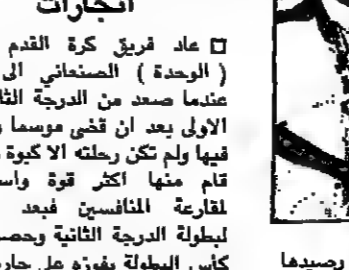 انجازات
□ عاد فريق كرة القدم
( الوحدة ) الصنعاني الى
عندما صعد من الدرجة الثا
الاولى بعد ان قضى موسما
فيها ولم تكن رحلته الا كبوة
قام منها اكثر قوة واس
لمقارعة المنافسين فبعد
لبطولة الدرجة الثانية وحصـ
كأس البطولة بفوزه على جار
رصيدها